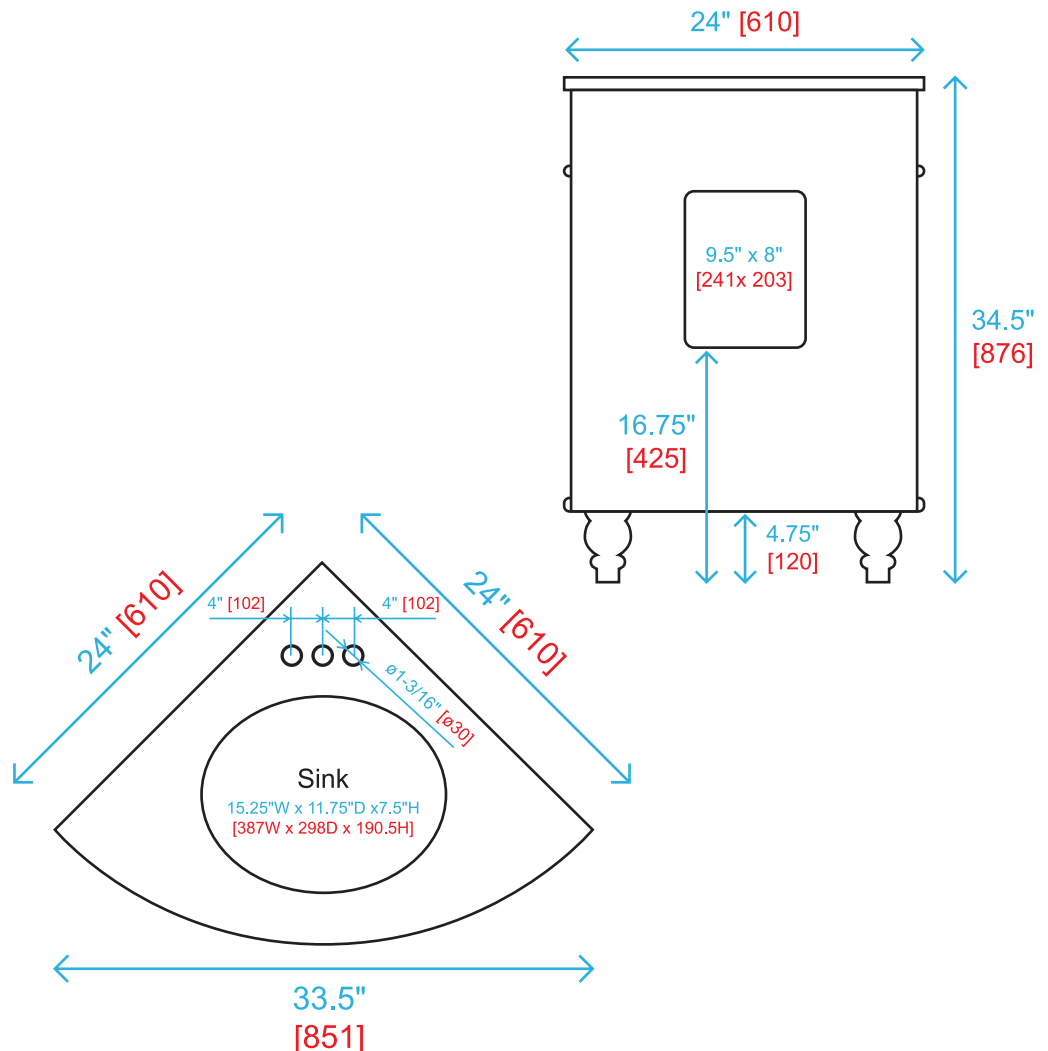 24" [610]
9.5" x 8"
[241x 203]
34.5"
[876]
16.75"
[425]
4.75"
[120]
24" [610]
24" [610]
4" [102]
4" [102]
ø1-3/16" [ø30]
Sink
15.25"W x 11.75"D x7.5"H
[387W x 298D x 190.5H]
33.5"
[851]